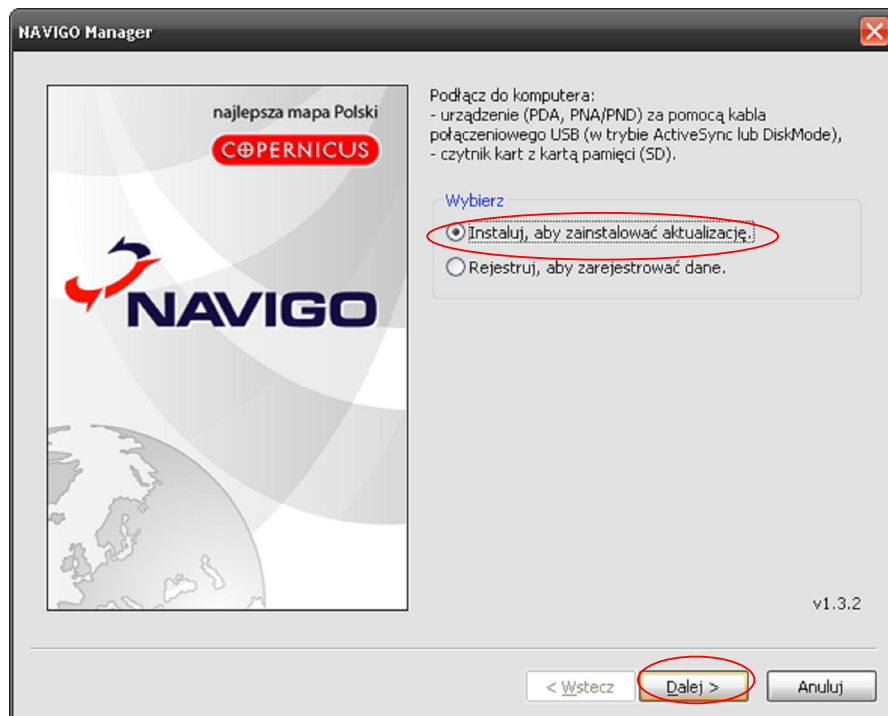 NAVIGO Manager
najlepsza mapa Polski
COPERNICUS
NAVIGO
Podłącz do komputera:
- urządzenie (PDA, PNA/PND) za pomocą kabla
połączeniowego USB (w trybie ActiveSync lub DiskMode),
- czytnik kart z kartą pamięci (SD).
Wybierz
Instaluj, aby zainstalować aktualizację.
Rejestruj, aby zarejestrować dane.
v1.3.2
< Wstecz
Dalej >
Anuluj